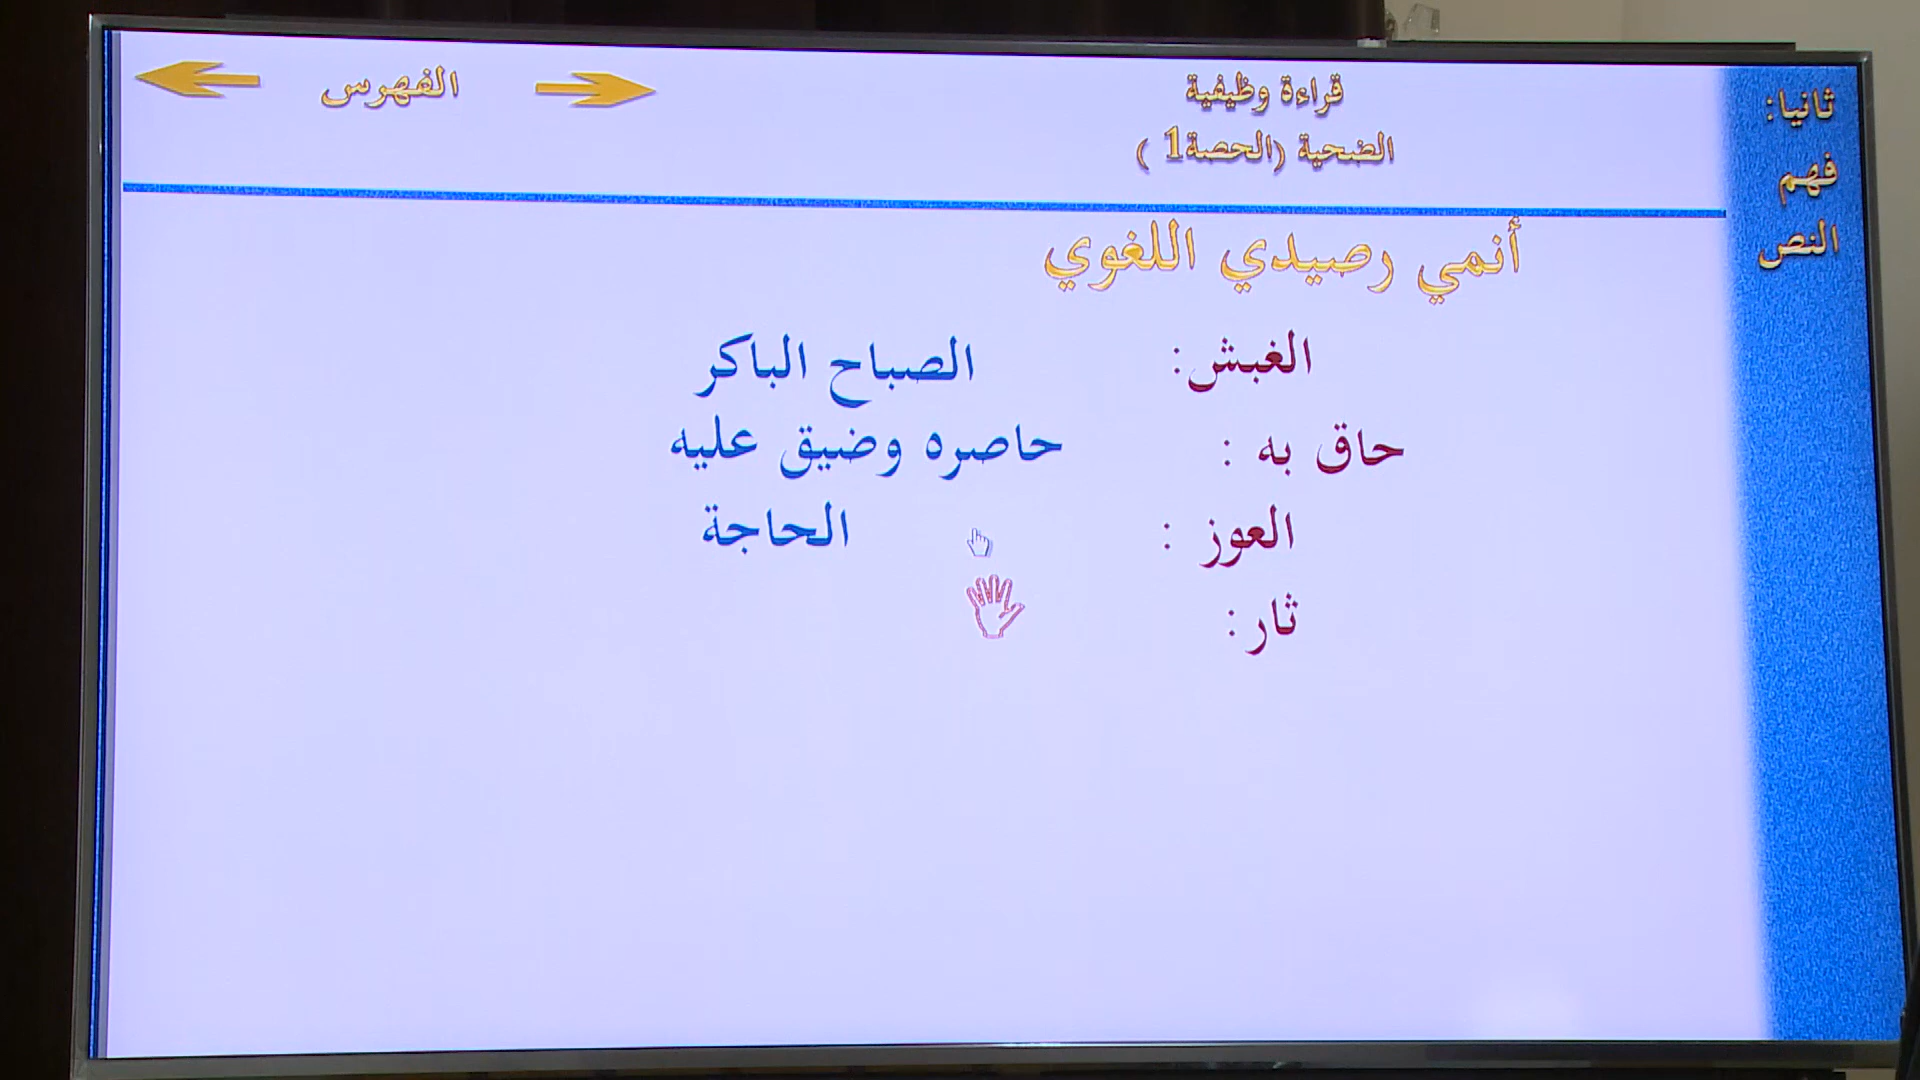 ثانيا:
فهم
النص
قراءة وظيفية
الضحية (الحصة1 )
الفهرس
أنمي رصيدي اللغوي
الغبش: الصباح الباكر
حاق به : حاصره وضيق عليه
العوز : الحاجة
ثار: